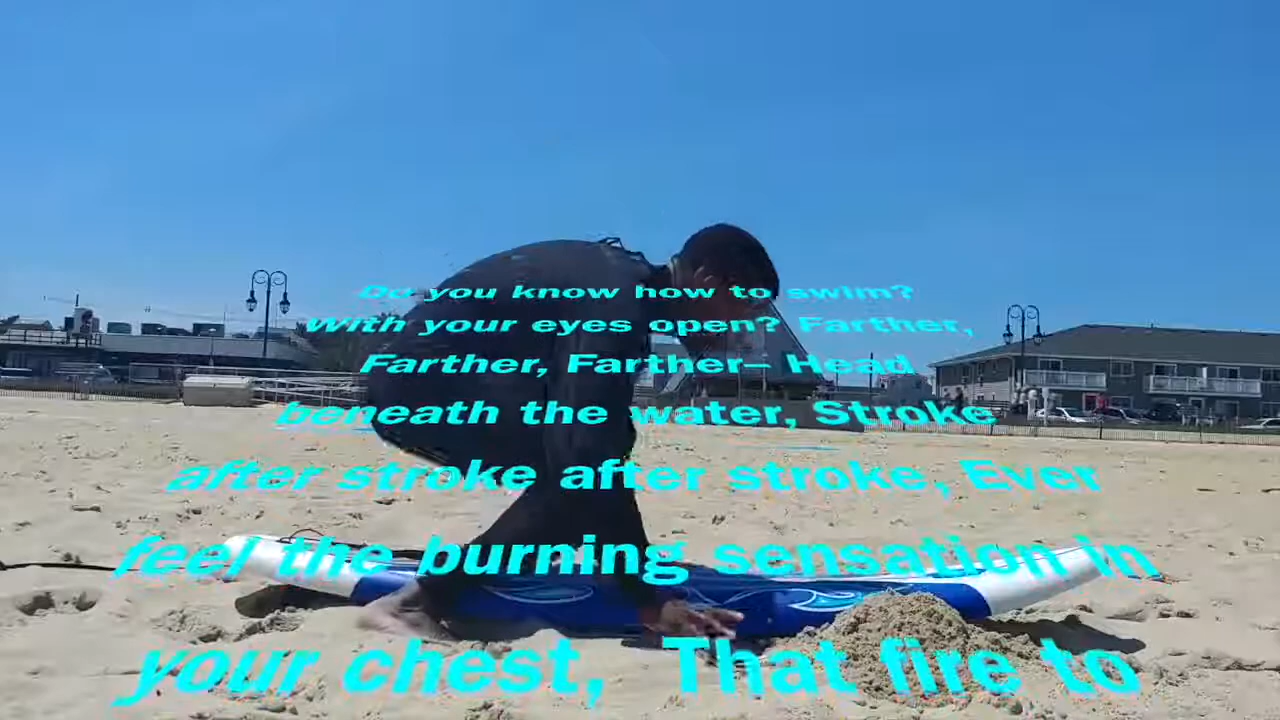 Do you know how to swim?
With your eyes open? Farther,
Farther, Farther– Head
beneath the water, Stroke
after stroke after stroke, Ever
feel the burning sensation in
your chest, That fire to